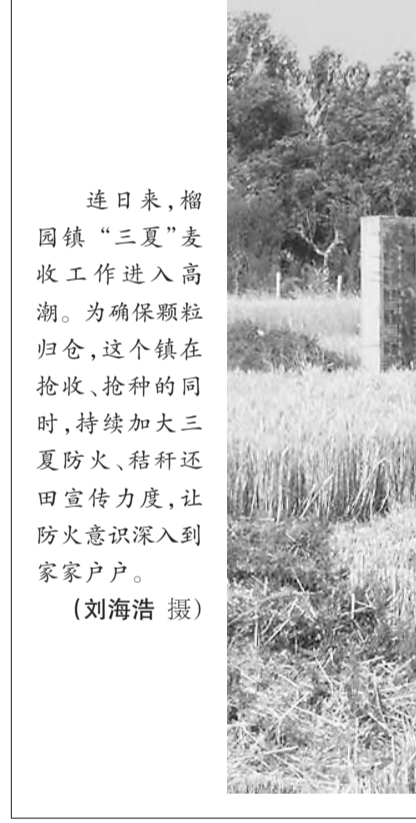 连日来，榴
园镇“三夏”麦
收工作进入高
潮。为确保颗粒
归仓，这个镇在
抢收、抢种的同
时，持续加大三
夏防火、秸秆还
田宣传力度，让
防火意识深入到
家家户户。
（刘海浩 摄）